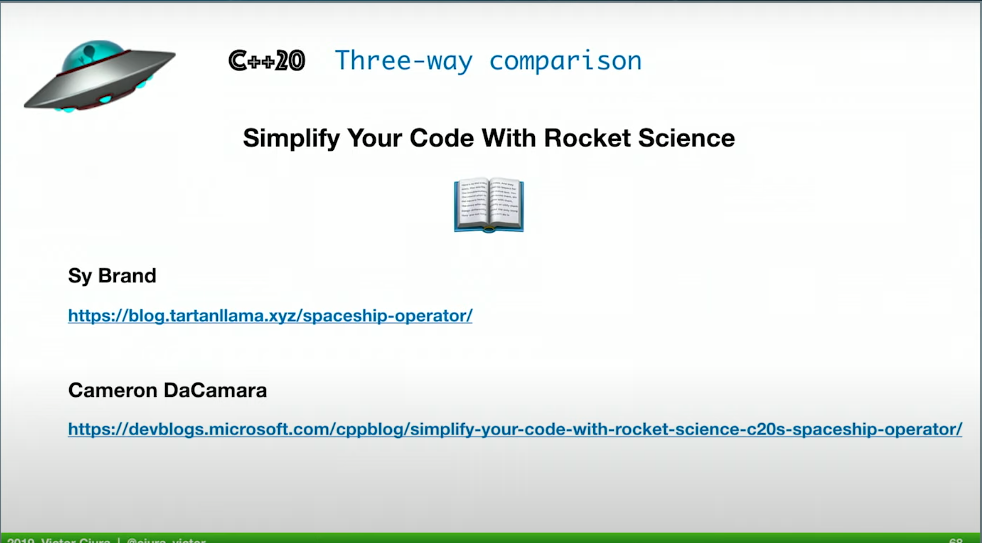 C++20 Three-way comparison
Simplify Your Code With Rocket Science
Sy Brand
https://blog.tartanllama.xyz/spaceship-operator/
Cameron DaCamara
https://devblogs.microsoft.com/cppblog/simplify-your-code-with-rocket-science-c20s-spaceship-operator/
2019 Victor Ciura | @ciura_victor
68